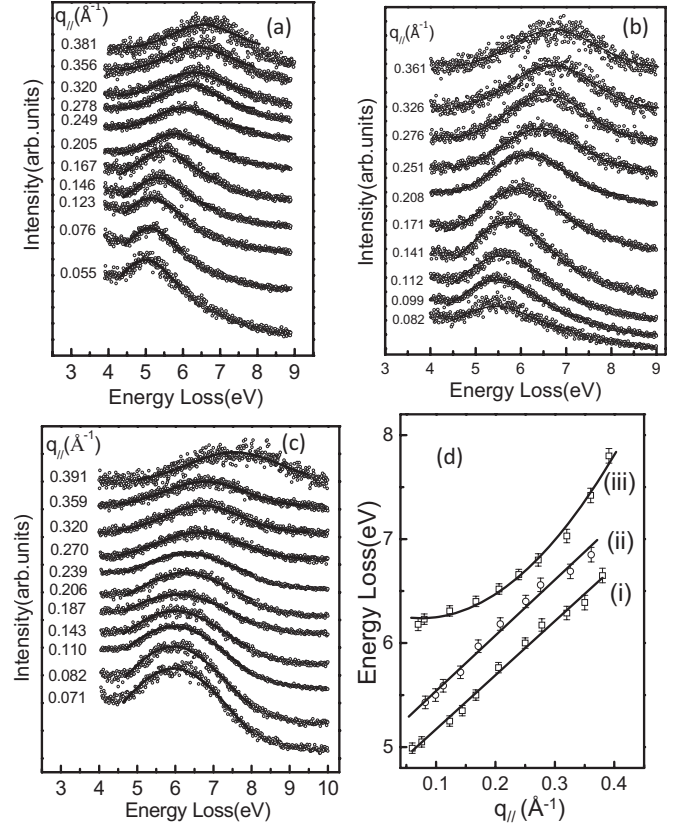 q//(Å-1)
(a)
0.381
0.356
0.320
0.278
0.249
0.205
0.167
0.146
0.123
0.076
0.055
Intensity(arb.units)
3 4 5 6 7 8 9
Energy Loss(eV)
q//(Å-1)
(b)
0.361
0.326
0.276
0.251
0.208
0.171
0.141
0.112
0.099
0.082
Intensity(arb.units)
3 4 5 6 7 8 9
Energy Loss(eV)
q//(Å-1)
(c)
0.391
0.359
0.320
0.270
0.239
0.206
0.187
0.143
0.110
0.082
0.071
Intensity(arb.units)
3 4 5 6 7 8 9 10
Energy Loss(eV)
(d)
8
7
6
5
Energy Loss(eV)
(iii)
(ii)
(i)
0.1 0.2 0.3 0.4
q// (Å-1)